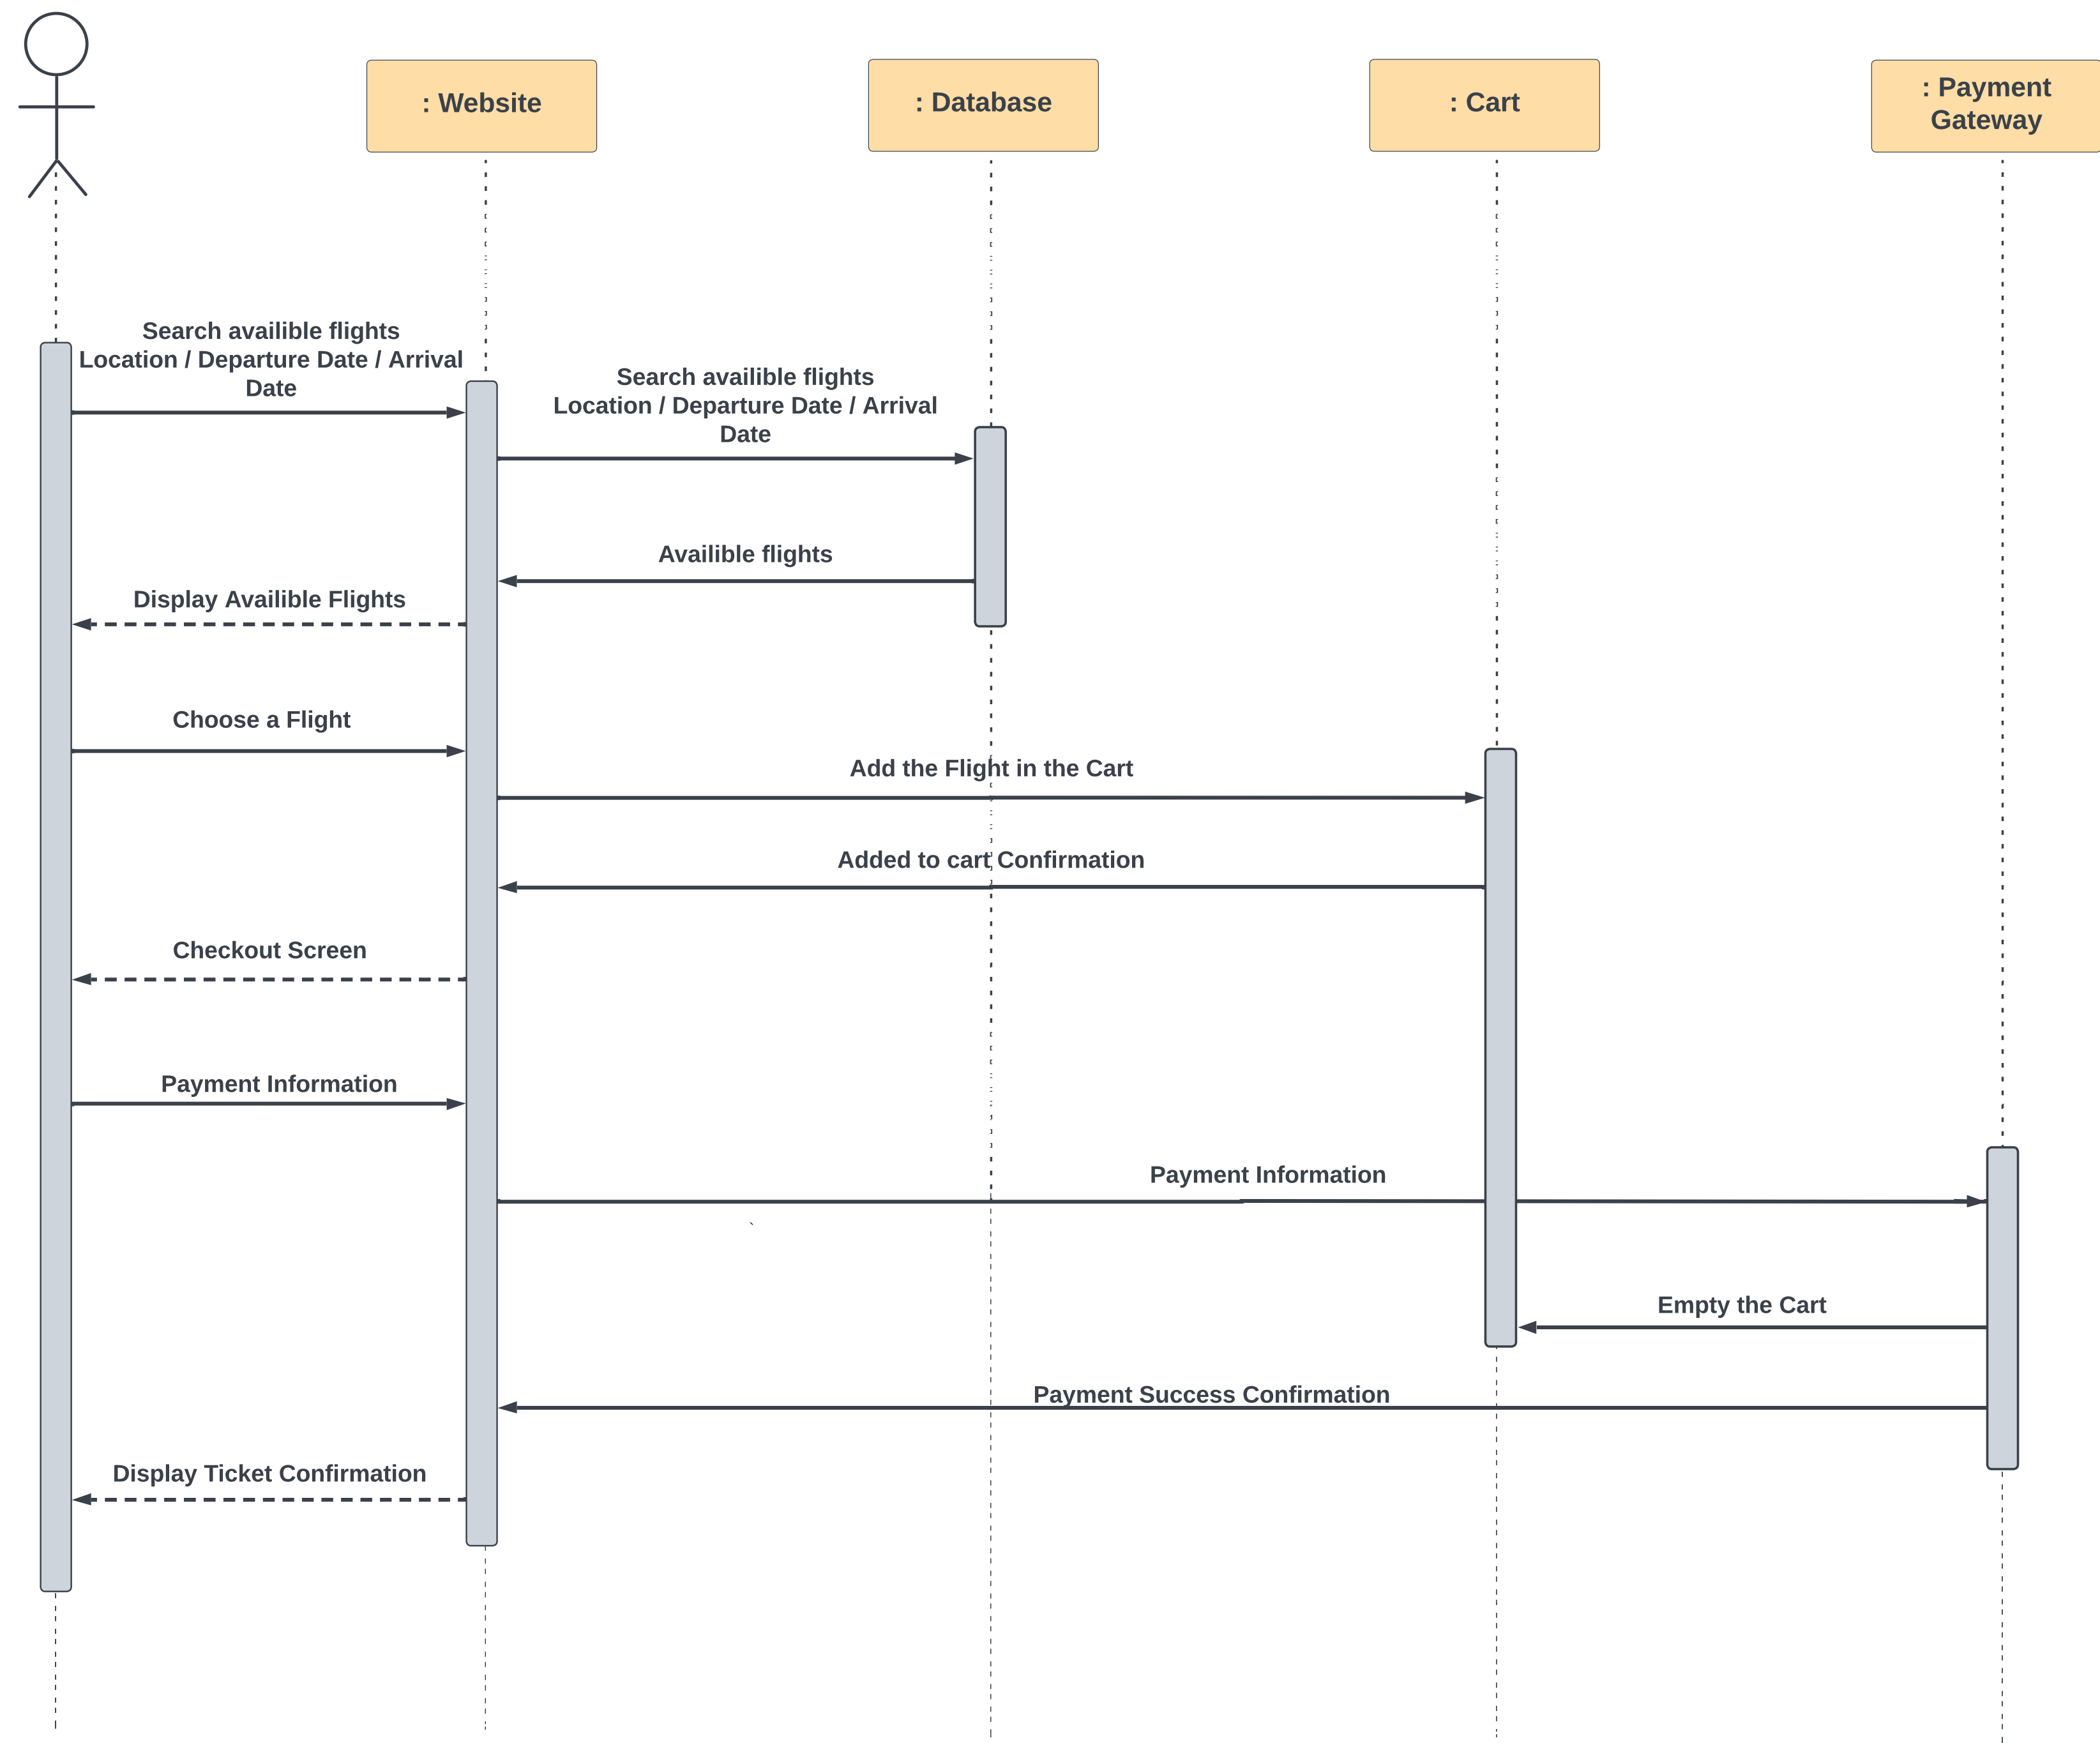 : Website
: Database
: Cart
: Payment
Gateway
Search availible flights
Location / Departure Date / Arrival
Date
Search availible flights
Location / Departure Date / Arrival
Date
Availible flights
Display Availible Flights
Choose a Flight
Add the Flight in the Cart
Added to cart Confirmation
Checkout Screen
Payment Information
Payment Information
`
Empty the Cart
Payment Success Confirmation
Display Ticket Confirmation